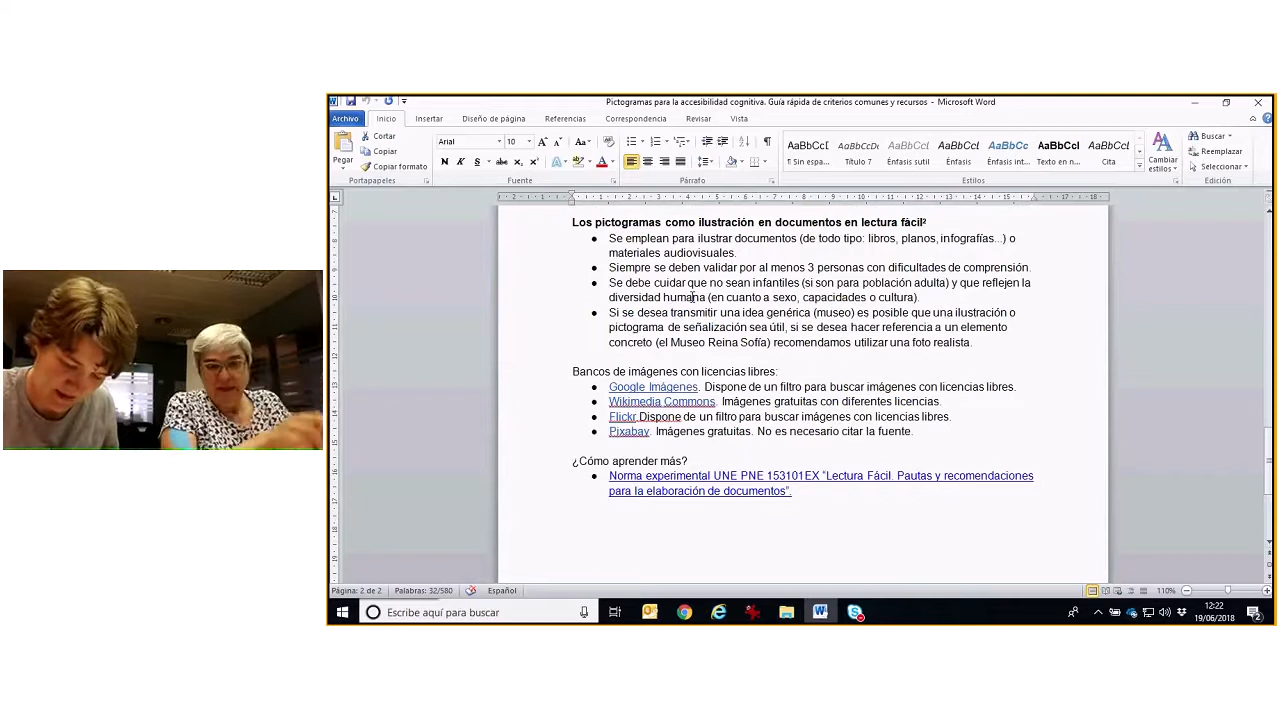 Pictogramas para la accesibilidad cognitiva. Guía rápida de criterios comunes y recursos - Microsoft Word
Archivo Inicio Insertar Diseño de página Referencias Correspondencia Revisar Vista
Pegar
Cortar
Copiar
Copiar formato
Portapapeles
Arial 10
Fuente
Párrafo
AaBbCcI AaBbCcDc AaBbCcL AaBbCcL AaBbCc AaBbCcI AaBbCcL
¶ Sin espa... Título 7 Énfasis sutil Énfasis Énfasis int... Texto en n... Cita
Estilos
Cambiar estilos
Buscar
Reemplazar
Seleccionar
Edición
Los pictogramas como ilustración en documentos en lectura fácil²
● Se emplean para ilustrar documentos (de todo tipo: libros, planos, infografías...) o
materiales audiovisuales.
● Siempre se deben validar por al menos 3 personas con dificultades de comprensión.
● Se debe cuidar que no sean infantiles (si son para población adulta) y que reflejen la
diversidad humana (en cuanto a sexo, capacidades o cultura).
● Si se desea transmitir una idea genérica (museo) es posible que una ilustración o
pictograma de señalización sea útil, si se desea hacer referencia a un elemento
concreto (el Museo Reina Sofía) recomendamos utilizar una foto realista.
Bancos de imágenes con licencias libres:
● Google Imágenes. Dispone de un filtro para buscar imágenes con licencias libres.
● Wikimedia Commons. Imágenes gratuitas con diferentes licencias.
● Flickr.Dispone de un filtro para buscar imágenes con licencias libres.
● Pixabay. Imágenes gratuitas. No es necesario citar la fuente.
¿Cómo aprender más?
● Norma experimental UNE PNE 153101EX "Lectura Fácil. Pautas y recomendaciones
para la elaboración de documentos".
Página: 2 de 2 Palabras: 32/580 Español 110%
Escribe aquí para buscar
12:22
19/06/2018